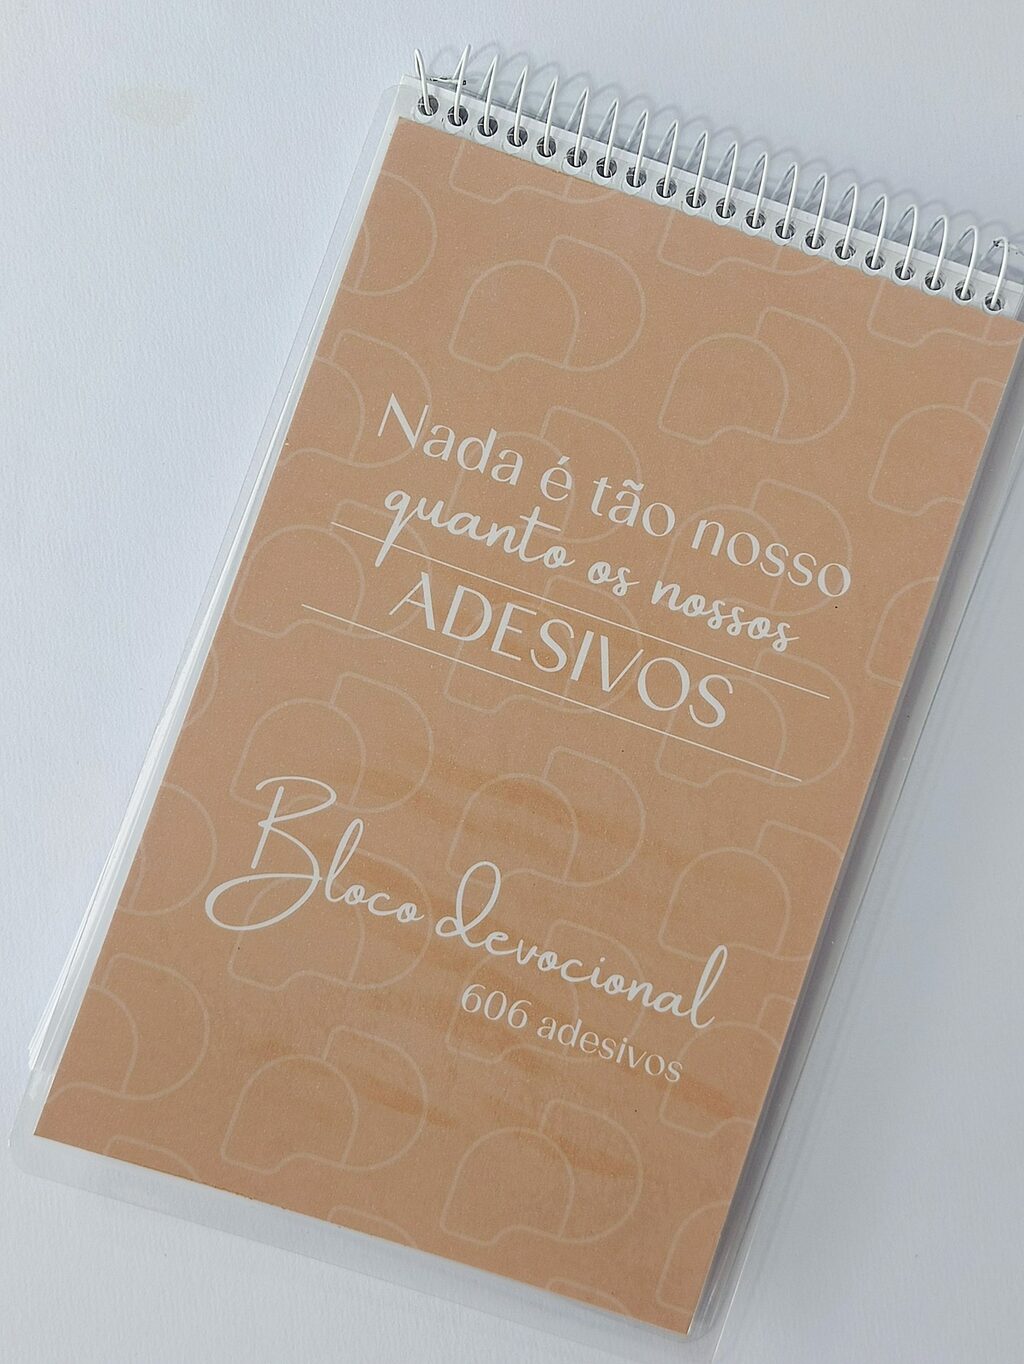 Nada é tão nosso
quanto os nossos
ADESIVOS
Bloco devocional
606 adesivos